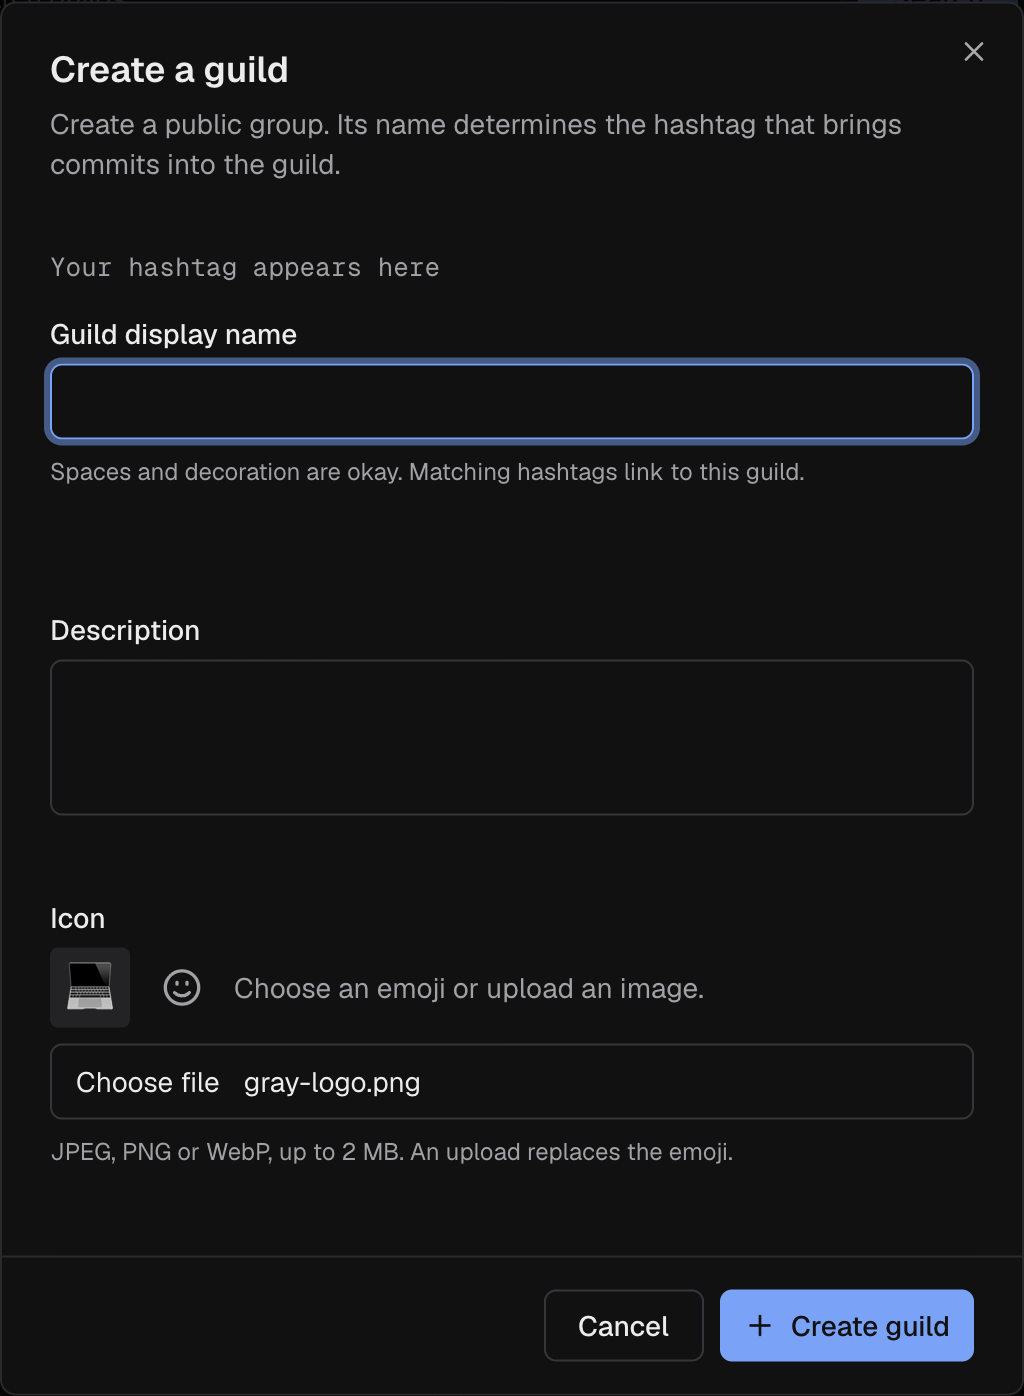 Create a guild
Create a public group. Its name determines the hashtag that brings
commits into the guild.
Your hashtag appears here
Guild display name
Spaces and decoration are okay. Matching hashtags link to this guild.
Description
Icon
Choose an emoji or upload an image.
Choose file gray-logo.png
JPEG, PNG or WebP, up to 2 MB. An upload replaces the emoji.
Cancel
+ Create guild